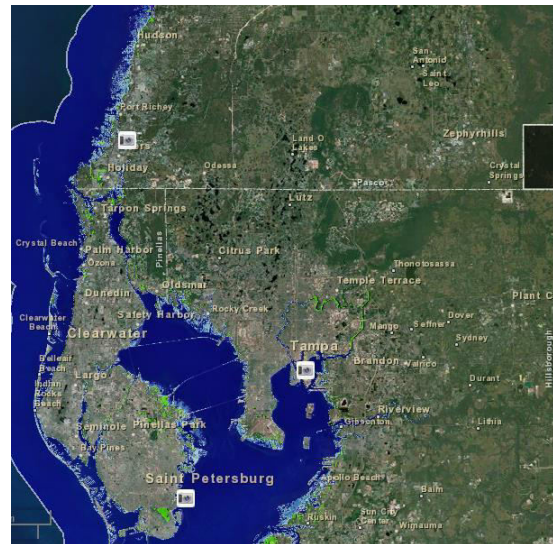 Hudson
San
Antonio
Saint
Leo
Port Richey
Land O
Lakes
Zephyrhills
Holiday
Odessa
Crystal
Springs
Pasco
Lutz
Tarpon Springs
Crystal Beach
Palm Harbor
Ozona
Pinellas
Citrus Park
Thonotosassa
Dunedin
Oldsmar
Temple Terrace
Safety Harbor
Rocky Creek
Plant C
Clearwater
Beach
Clearwater
Tampa
Mango
Seffner
Dover
Sydney
Belleair
Beach
Largo
Brandon
Valrico
Hillsborough
Indian
Rocks
Beach
Durant
Seminole
Pinellas Park
Riverview
Gibsonton
Lithia
Bay Pines
Saint Petersburg
Apollo Beach
Balm
Ruskin
Sun City
Center
Wimauma